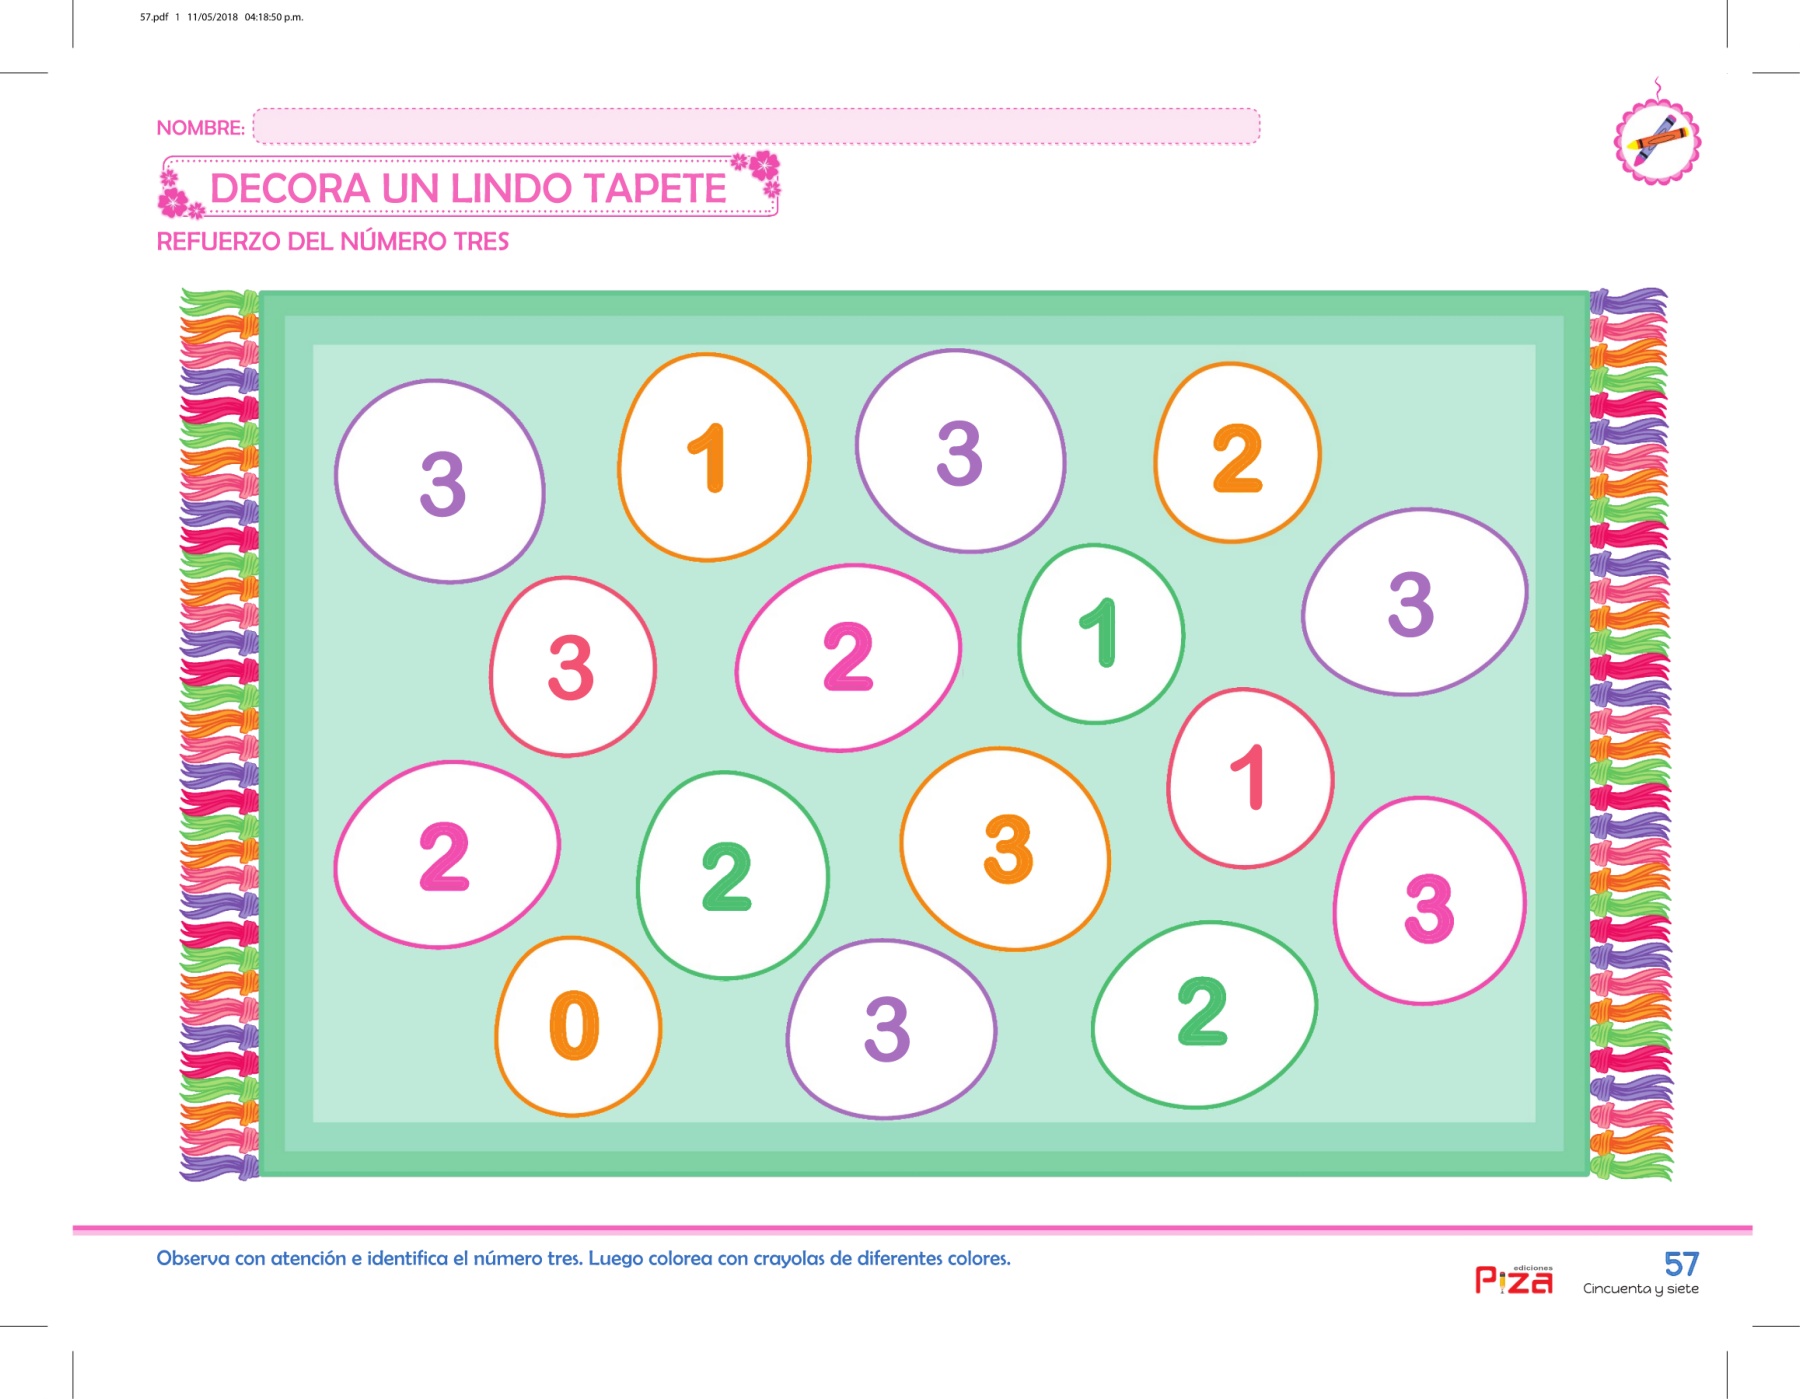 57.pdf 1 11/05/2018 04:18:50 p.m.
NOMBRE:
DECORA UN LINDO TAPETE
REFUERZO DEL NÚMERO TRES
3 1 3 2
3 2 1 3
2 2 3 1 3
0 3 2
Observa con atención e identifica el número tres. Luego colorea con crayolas de diferentes colores.
ediciones
Piza
57
Cincuenta y siete